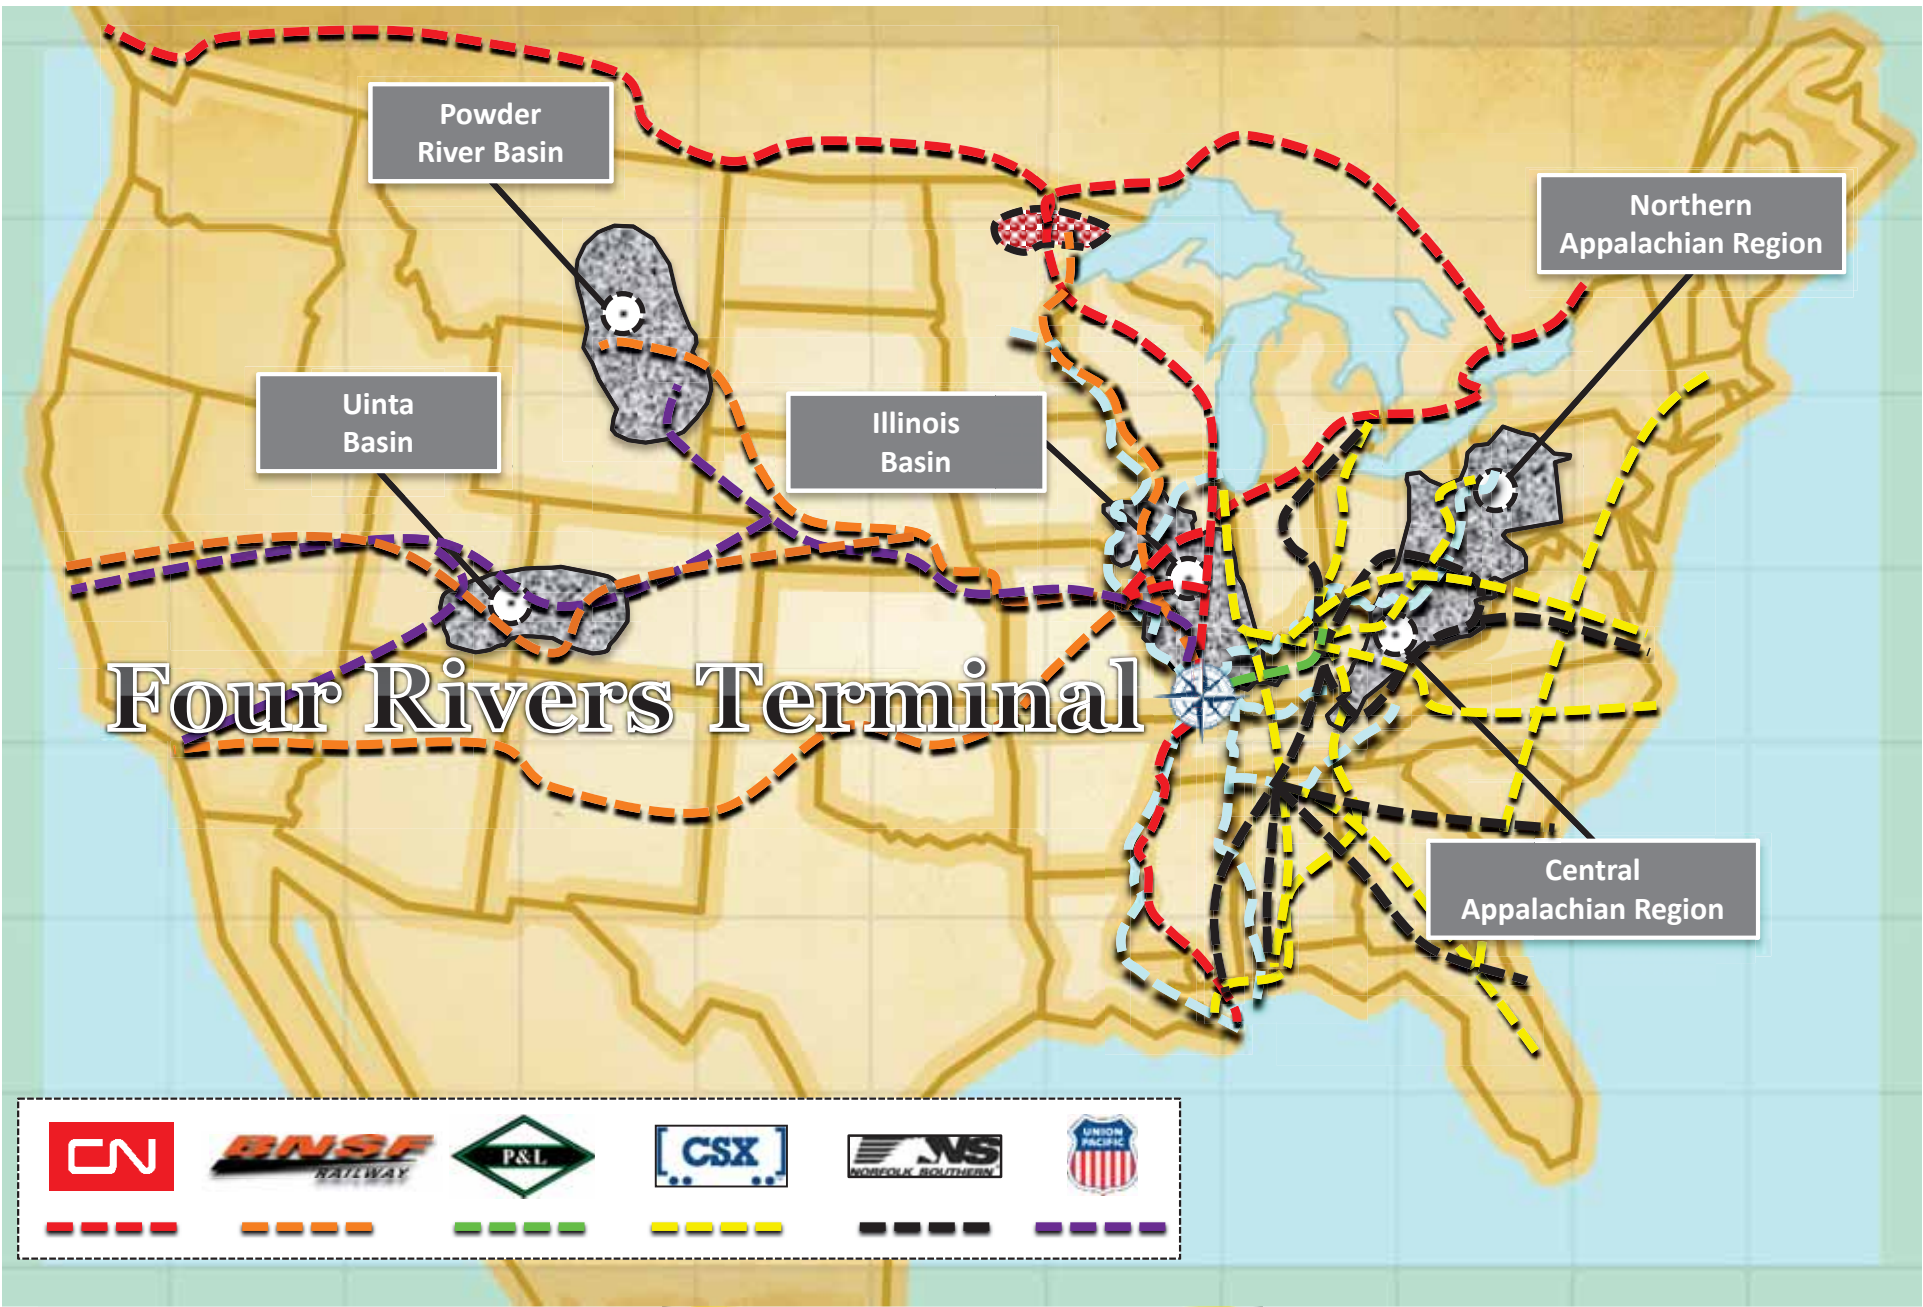 Powder
River Basin
Northern
Appalachian Region
Uinta
Basin
Illinois
Basin
Four Rivers Terminal
Central
Appalachian Region
CN
BNSF
RAILWAY
P&L
CSX
NS
NORFOLK SOUTHERN
UNION
PACIFIC